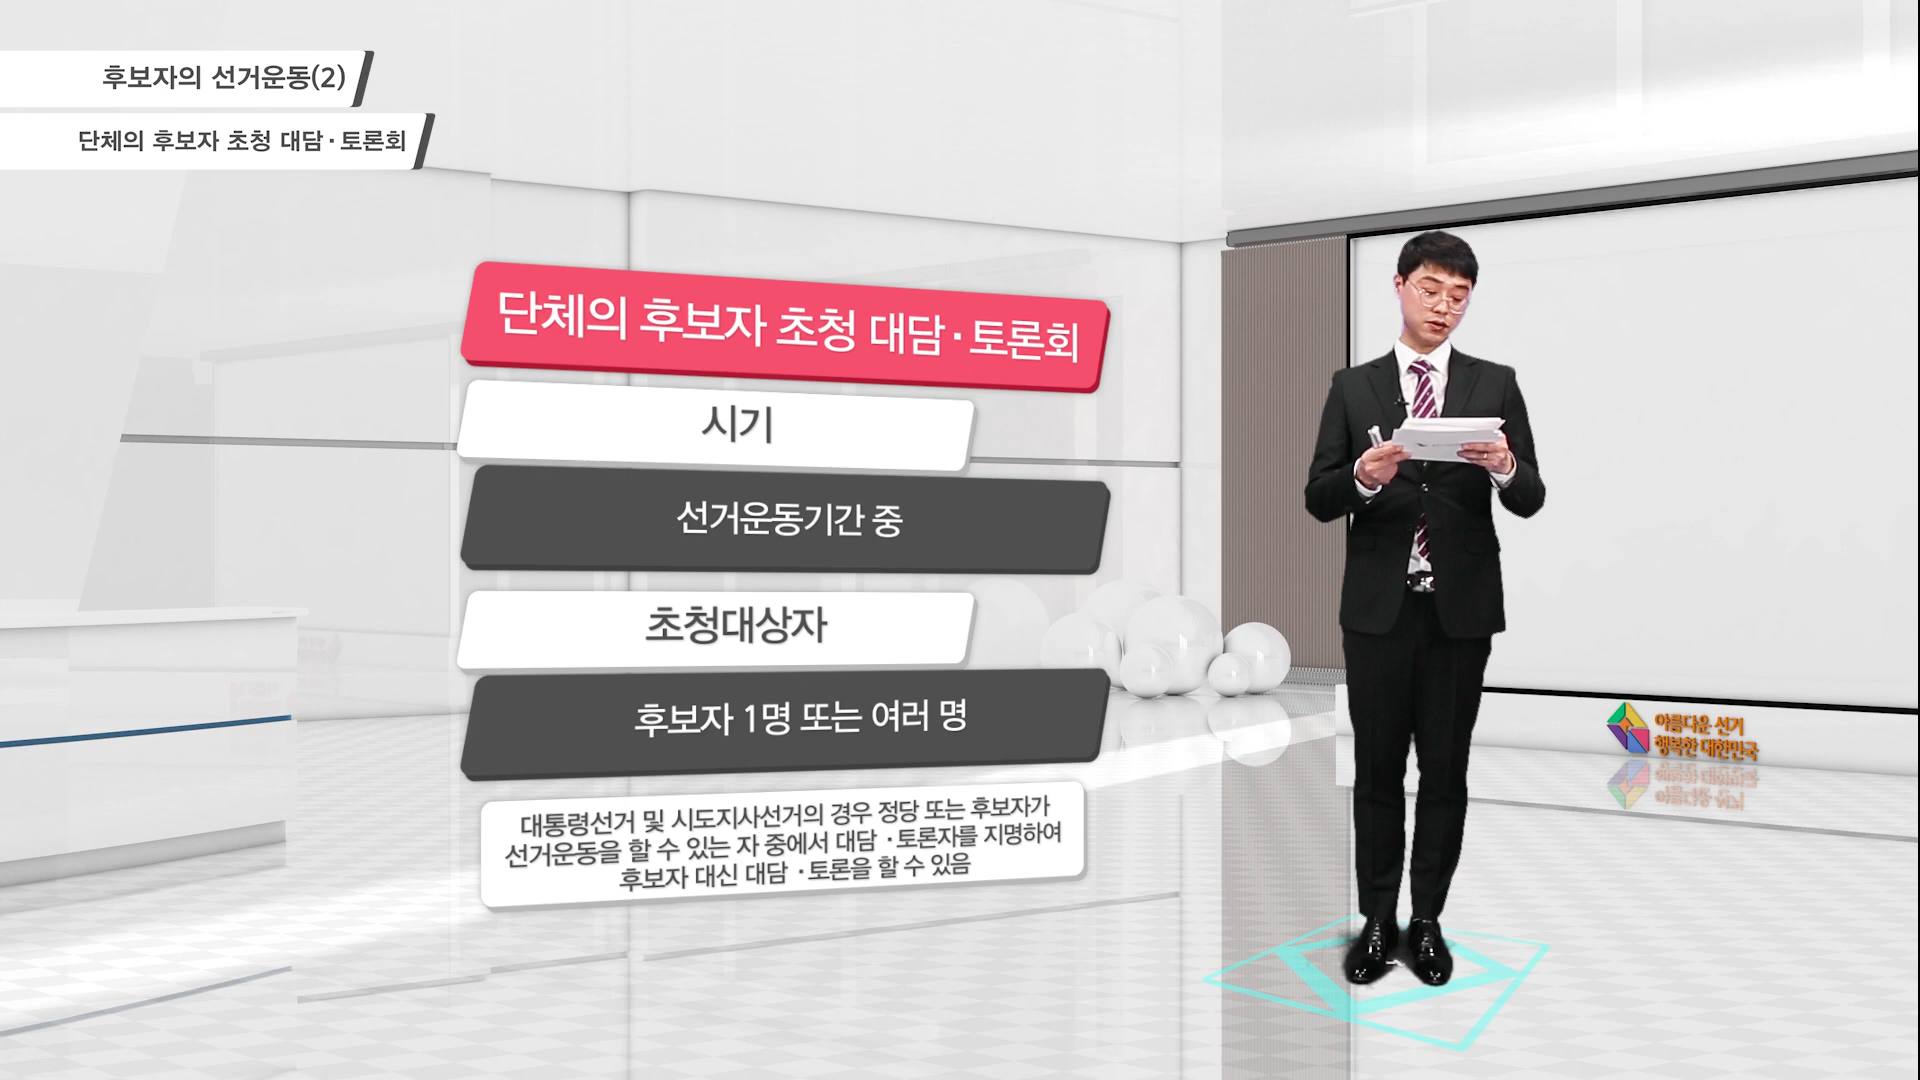 후보자의 선거운동(2)
단체의 후보자 초청 대담·토론회
단체의 후보자 초청 대담·토론회
시기
선거운동기간 중
초청대상자
후보자 1명 또는 여러 명
대통령선거 및 시도지사선거의 경우 정당 또는 후보자가
선거운동을 할 수 있는 자 중에서 대담 ·토론자를 지명하여
후보자 대신 대담 ·토론을 할 수 있음
아름다운 선거
행복한 대한민국